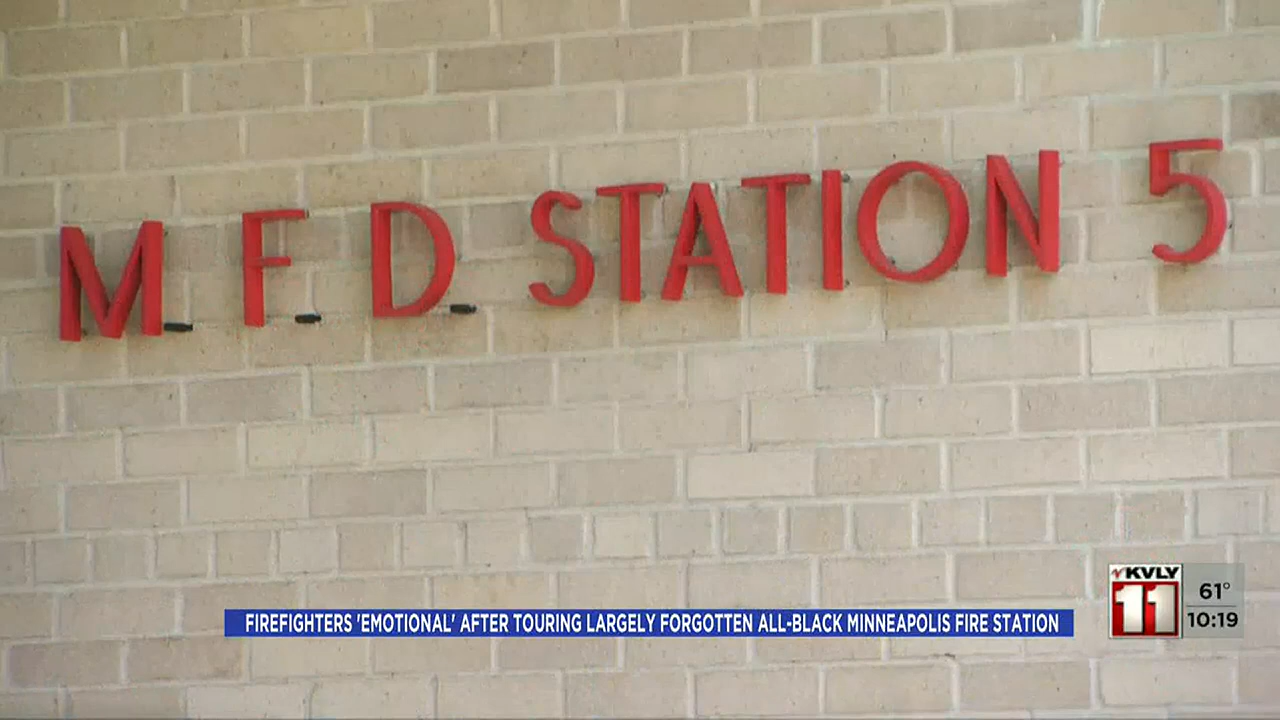 M. F. D. STATION 5
FIREFIGHTERS 'EMOTIONAL' AFTER TOURING LARGELY FORGOTTEN ALL-BLACK MINNEAPOLIS FIRE STATION
KVLY
11
61°
10:19